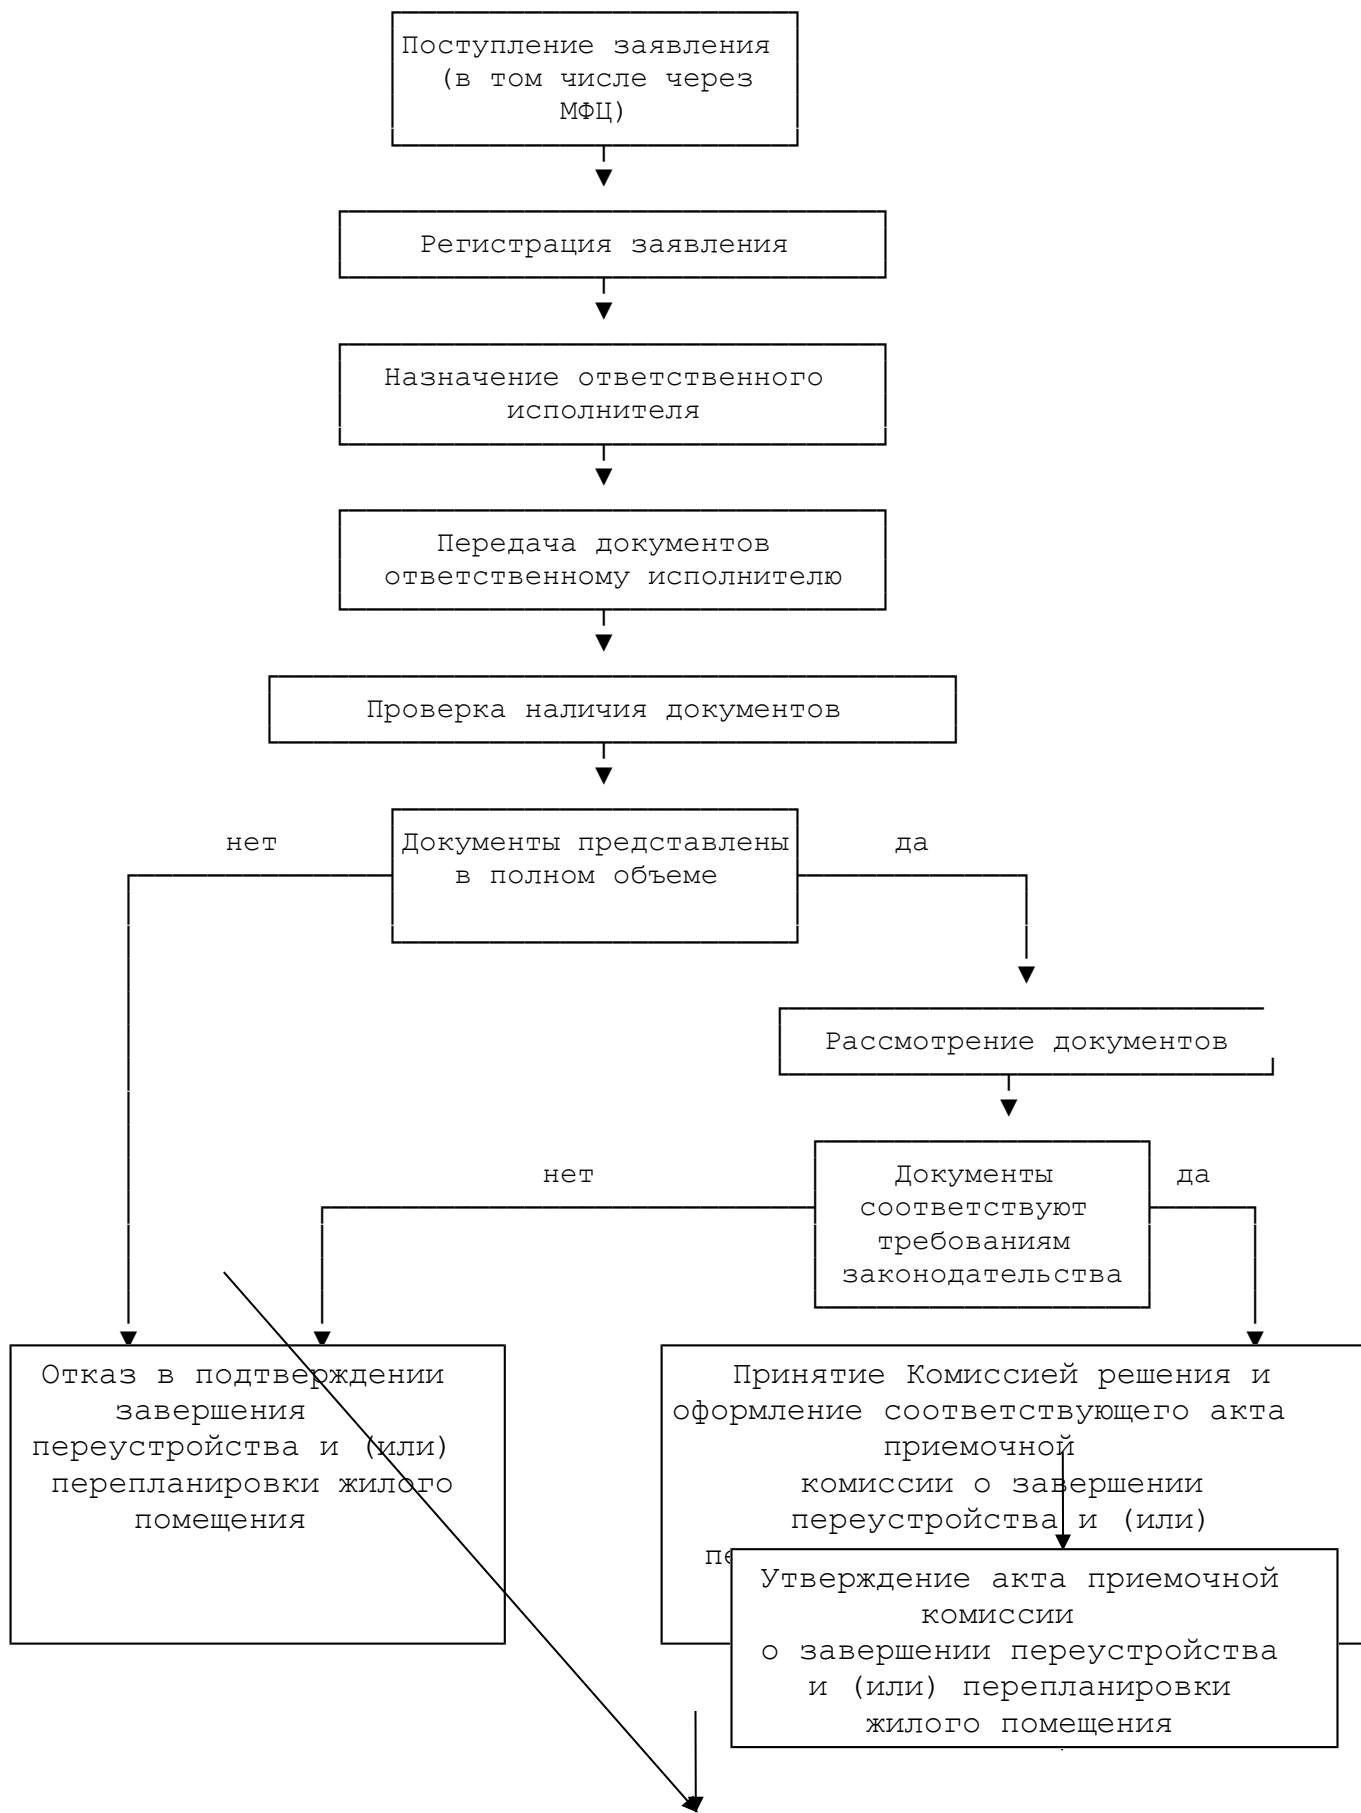 Поступление заявления
(в том числе через
МФЦ)
Регистрация заявления
Назначение ответственного
исполнителя
Передача документов
ответственному исполнителю
Проверка наличия документов
нет
Документы представлены
в полном объеме
да
Рассмотрение документов
нет
Документы
соответствуют
требованиям
законодательства
да
Отказ в подтверждении
завершения
переустройства и (или)
перепланировки жилого
помещения
Принятие Комиссией решения и
оформление соответствующего акта
приемочной
комиссии о завершении
переустройства и (или)
Утверждение акта приемочной
комиссии
о завершении переустройства
и (или) перепланировки
жилого помещения